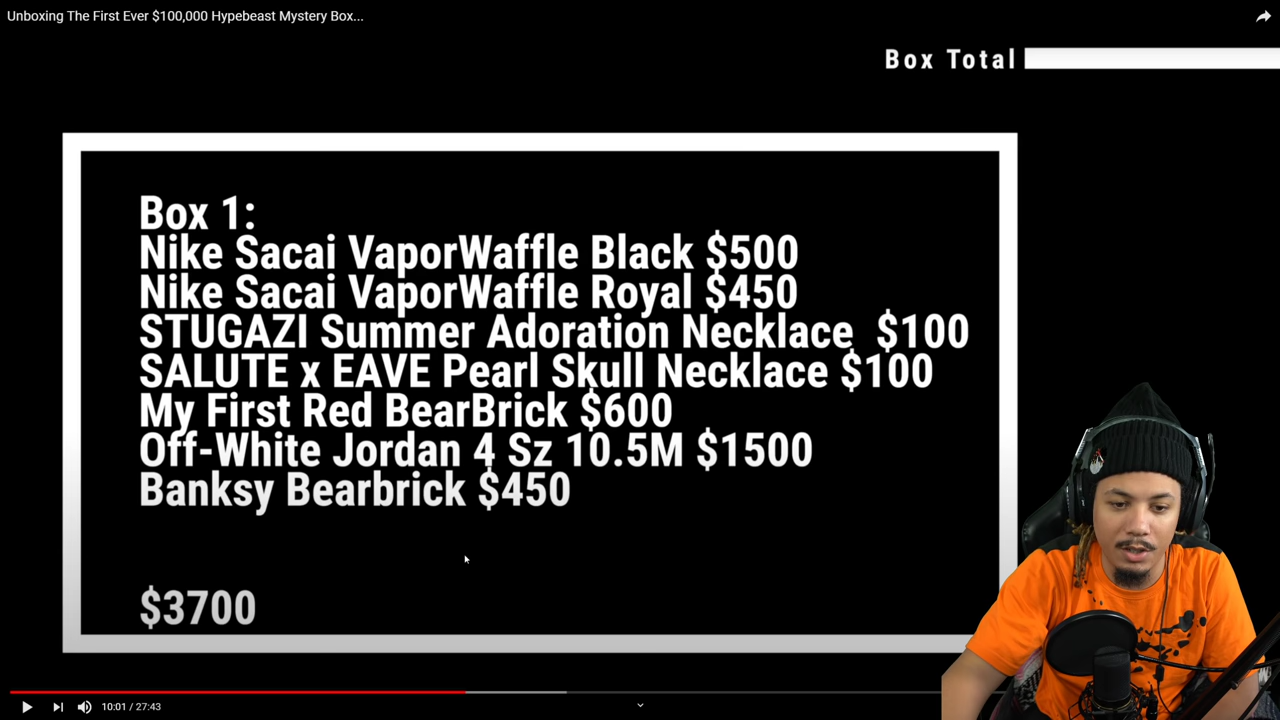 Unboxing The First Ever $100,000 Hypebeast Mystery Box...
Box Total
Box 1:
Nike Sacai VaporWaffle Black $500
Nike Sacai VaporWaffle Royal $450
STUGAZI Summer Adoration Necklace $100
SALUTE x EAVE Pearl Skull Necklace $100
My First Red BearBrick $600
Off-White Jordan 4 Sz 10.5M $1500
Banksy Bearbrick $450
$3700
10:01 / 27:43